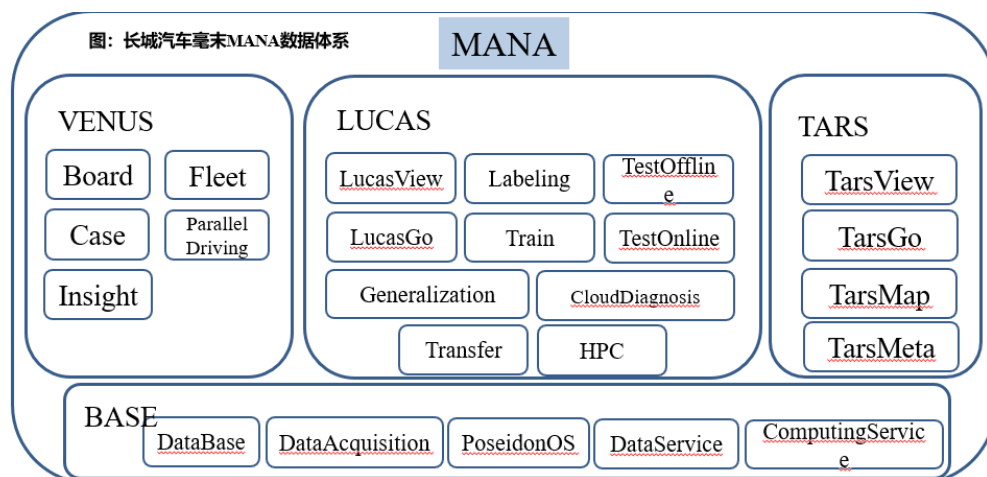 图：长城汽车毫末MANA数据体系
MANA
VENUS
Board
Fleet
Case
Parallel
Driving
Insight
LUCAS
LucasView
Labeling
TestOfflin
e
LucasGo
Train
TestOnline
Generalization
CloudDiagnosis
Transfer
HPC
TARS
TarsView
TarsGo
TarsMap
TarsMeta
BASE
DataBase
DataAcquisition
PoseidonOS
DataService
ComputingServic
e